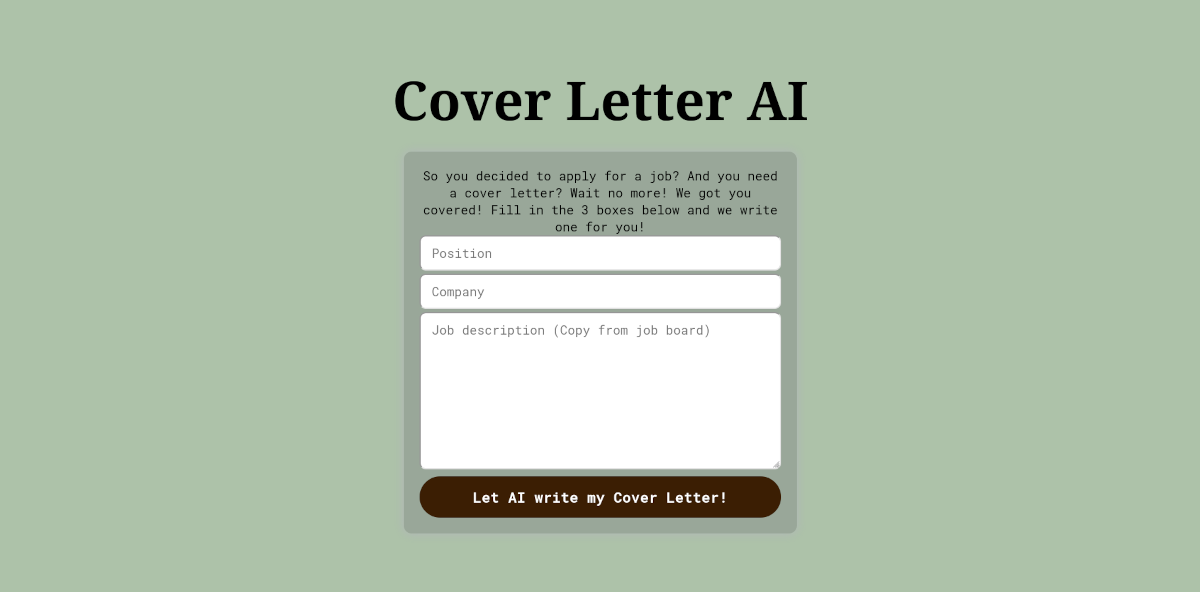 Cover Letter AI
So you decided to apply for a job? And you need
a cover letter? Wait no more! We got you
covered! Fill in the 3 boxes below and we write
one for you!
Position
Company
Job description (Copy from job board)
Let AI write my Cover Letter!